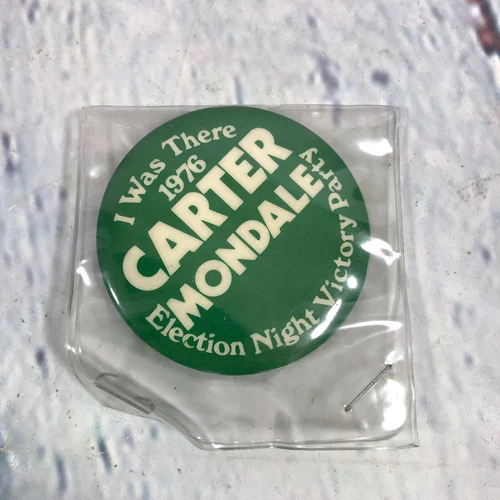 I Was There
1976
CARTER
MONDALE
Election Night Victory Party